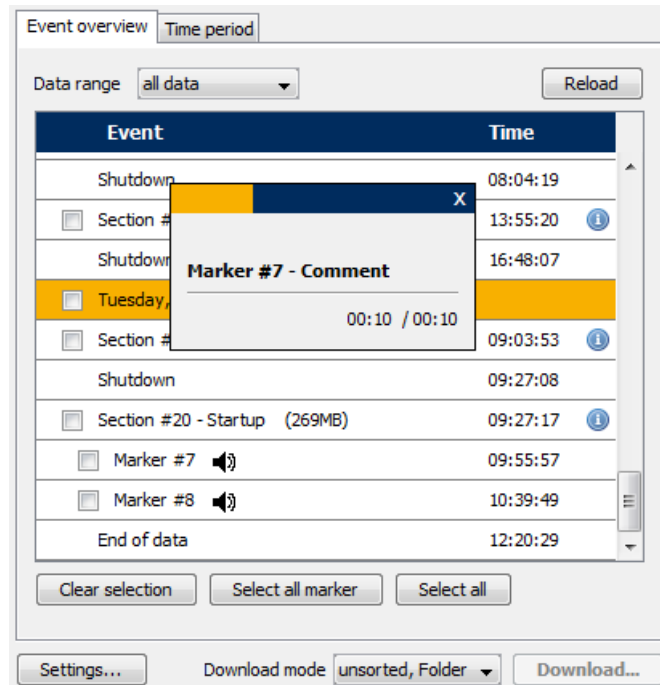 Event overview Time period
Data range all data Reload
Event Time
Shutdown 08:04:19
Section # 13:55:20
Shutdown 16:48:07
Tuesday,
Section # 09:03:53
Shutdown 09:27:08
Section #20 - Startup (269MB) 09:27:17
Marker #7 09:55:57
Marker #8 10:39:49
End of data 12:20:29
X
Marker #7 - Comment
00:10 / 00:10
Clear selection Select all marker Select all
Settings... Download mode unsorted, Folder Download...